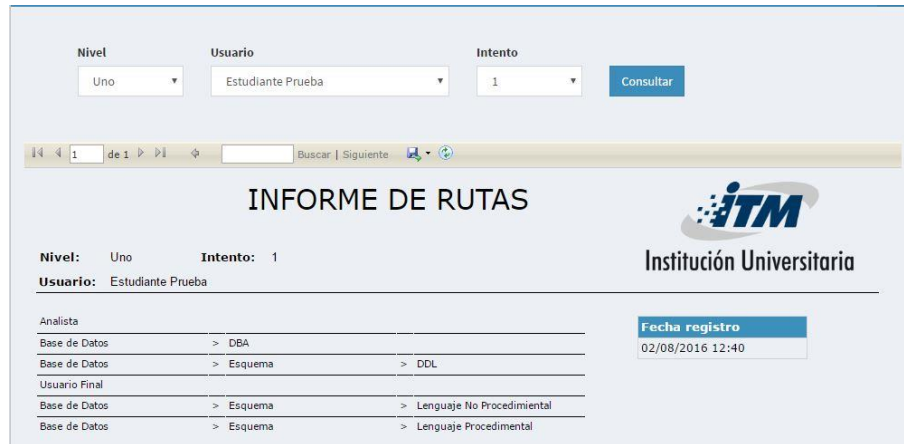 Nivel Usuario Intento
Uno Estudiante Prueba 1 Consultar
1 de 1 Buscar | Siguiente
INFORME DE RUTAS
iTM
Institución Universitaria
Nivel: Uno Intento: 1
Usuario: Estudiante Prueba
Fecha registro
02/08/2016 12:40
Analista
Base de Datos > DBA
Base de Datos > Esquema > DDL
Usuario Final
Base de Datos > Esquema > Lenguaje No Procedimiental
Base de Datos > Esquema > Lenguaje Procedimental